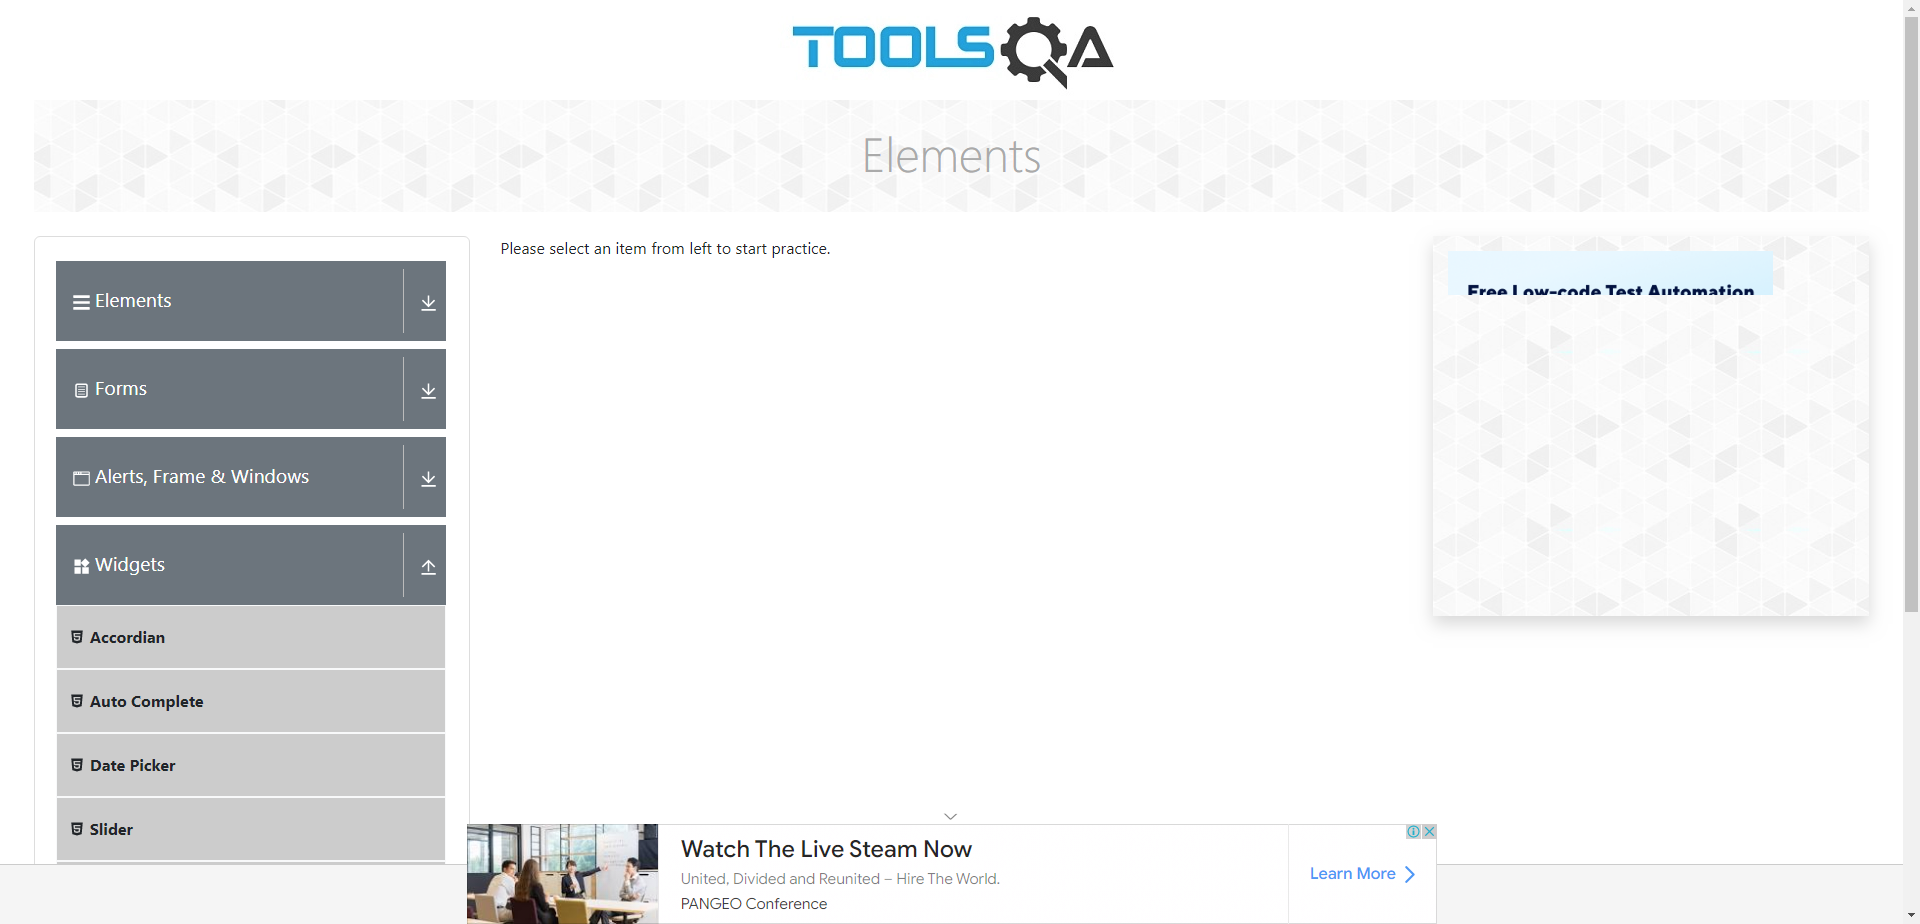 TOOLSQA
Elements
Elements
Forms
Alerts, Frame & Windows
Widgets
Accordian
Auto Complete
Date Picker
Slider
Please select an item from left to start practice.
Free Low-code Test Automation
Watch The Live Steam Now
United, Divided and Reunited – Hire The World.
PANGEO Conference
Learn More